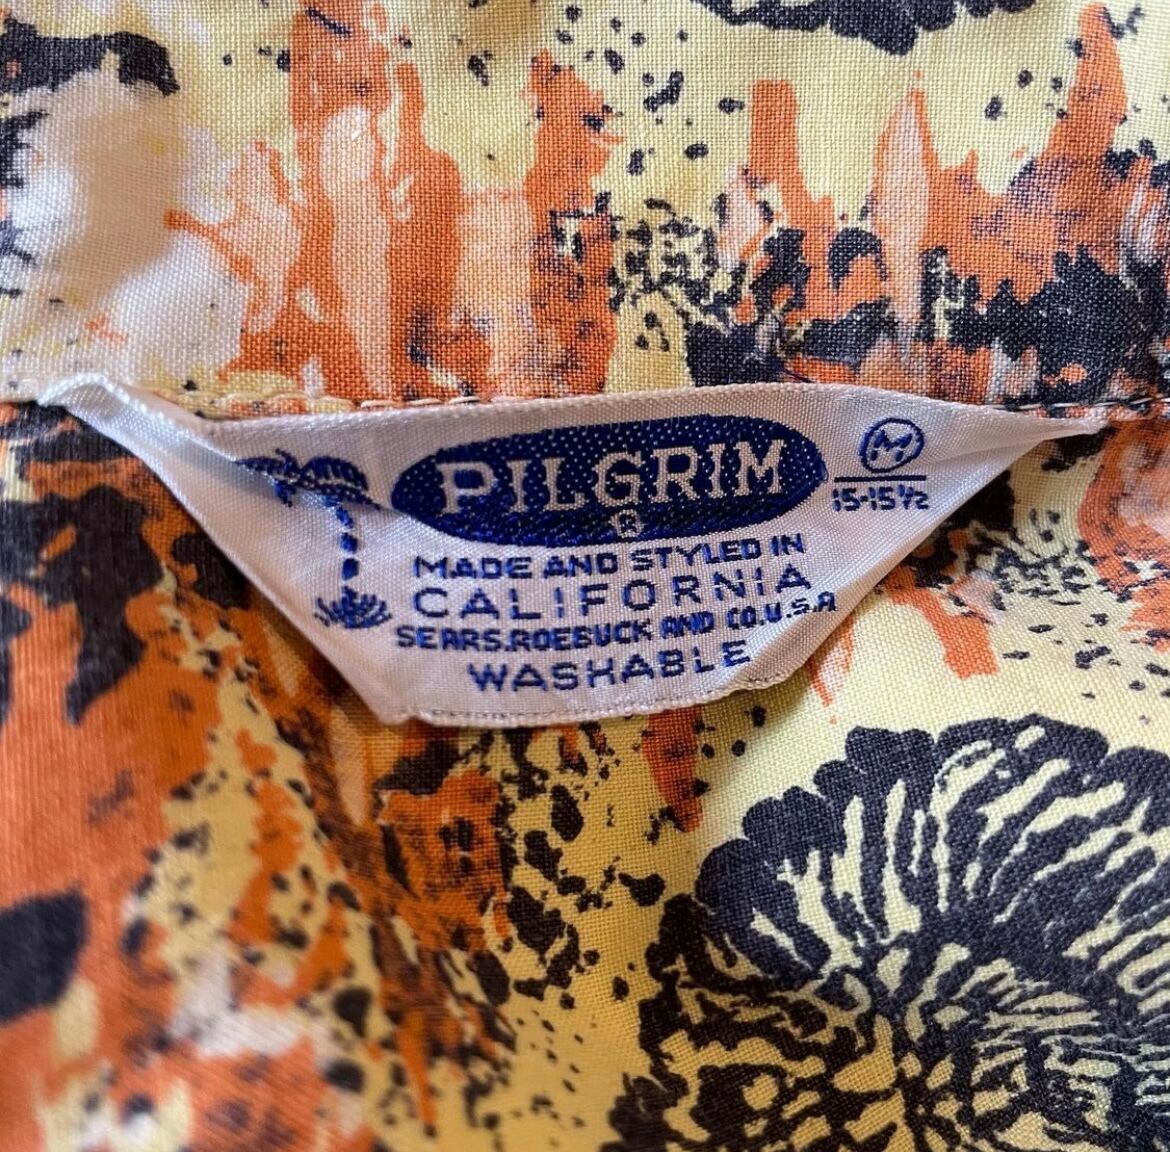 PILGRIM
®
M
15-15½
MADE AND STYLED IN
CALIFORNIA
SEARS.ROEBUCK AND CO.U.S.A
WASHABLE